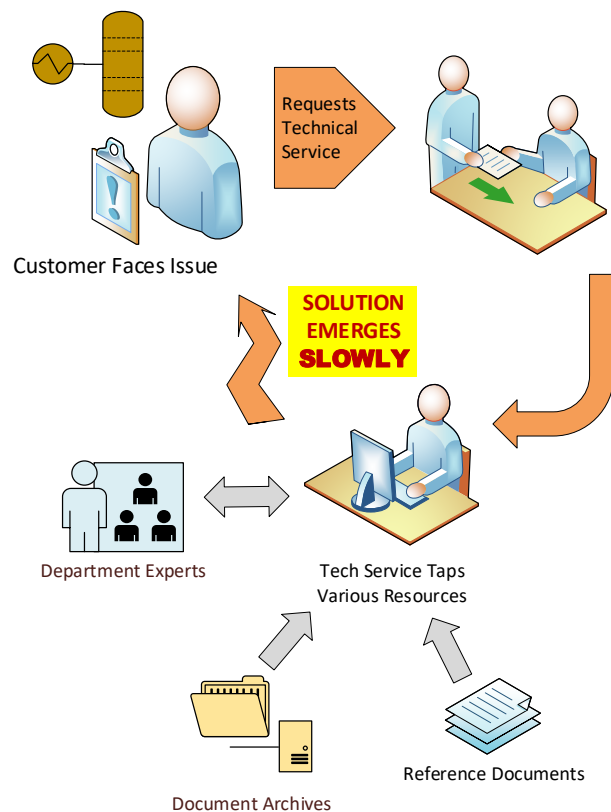 Requests
Technical
Service
Customer Faces Issue
SOLUTION
EMERGES
SLOWLY
Department Experts
Tech Service Taps
Various Resources
Reference Documents
Document Archives